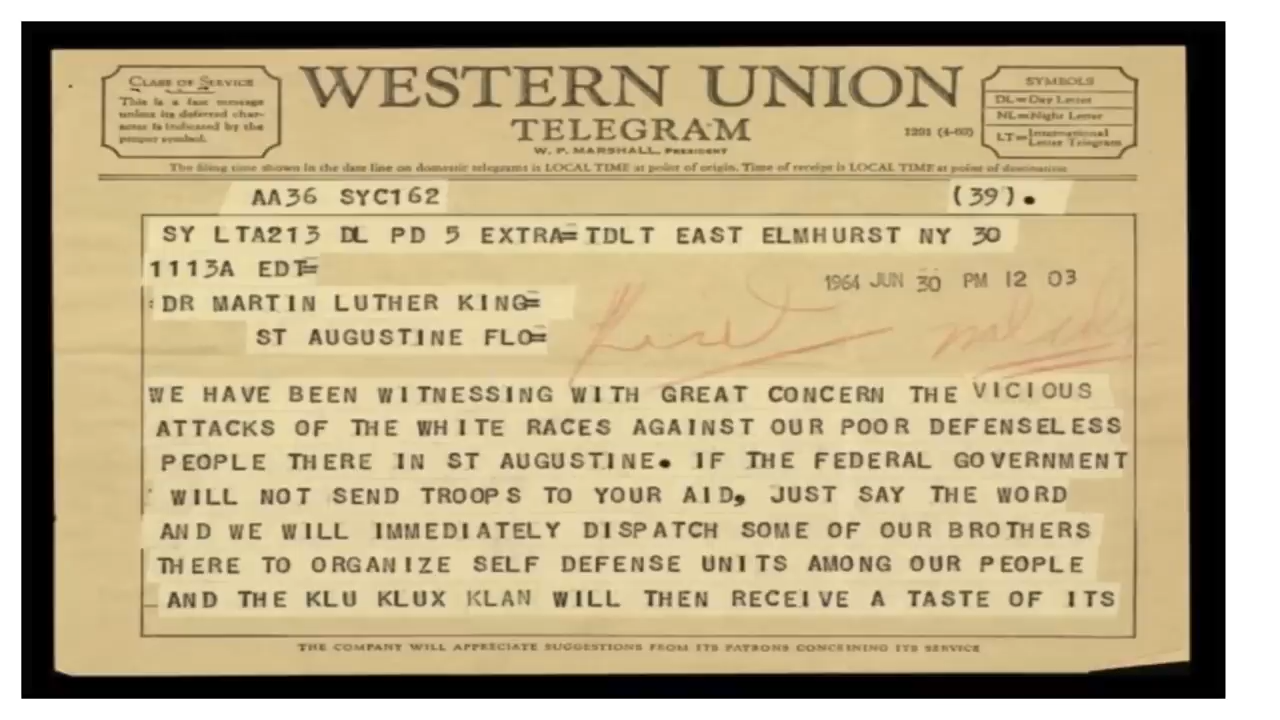 CLASS OF SERVICE
This is a fast message
unless its deferred char-
acter is indicated by the
proper symbol.
WESTERN UNION
TELEGRAM
W. P. MARSHALL, PRESIDENT
1201 (4-60)
SYMBOLS
DL=Day Letter
NL=Night Letter
LT=International Letter Telegram
The filing time shown in the date line on domestic telegrams is LOCAL TIME at point of origin. Time of receipt is LOCAL TIME at point of destination
AA36 SYC162 (39).
SY LTA213 DL PD 5 EXTRA=TDLT EAST ELMHURST NY 30
1113A EDT=
1964 JUN 30 PM 12 03
:DR MARTIN LUTHER KING=
ST AUGUSTINE FLO=
WE HAVE BEEN WITNESSING WITH GREAT CONCERN THE VICIOUS
ATTACKS OF THE WHITE RACES AGAINST OUR POOR DEFENSELESS
PEOPLE THERE IN ST AUGUSTINE. IF THE FEDERAL GOVERNMENT
WILL NOT SEND TROOPS TO YOUR AID, JUST SAY THE WORD
AND WE WILL IMMEDIATELY DISPATCH SOME OF OUR BROTHERS
THERE TO ORGANIZE SELF DEFENSE UNITS AMONG OUR PEOPLE
AND THE KLU KLUX KLAN WILL THEN RECEIVE A TASTE OF ITS
THE COMPANY WILL APPRECIATE SUGGESTIONS FROM ITS PATRONS CONCERNING ITS SERVICE